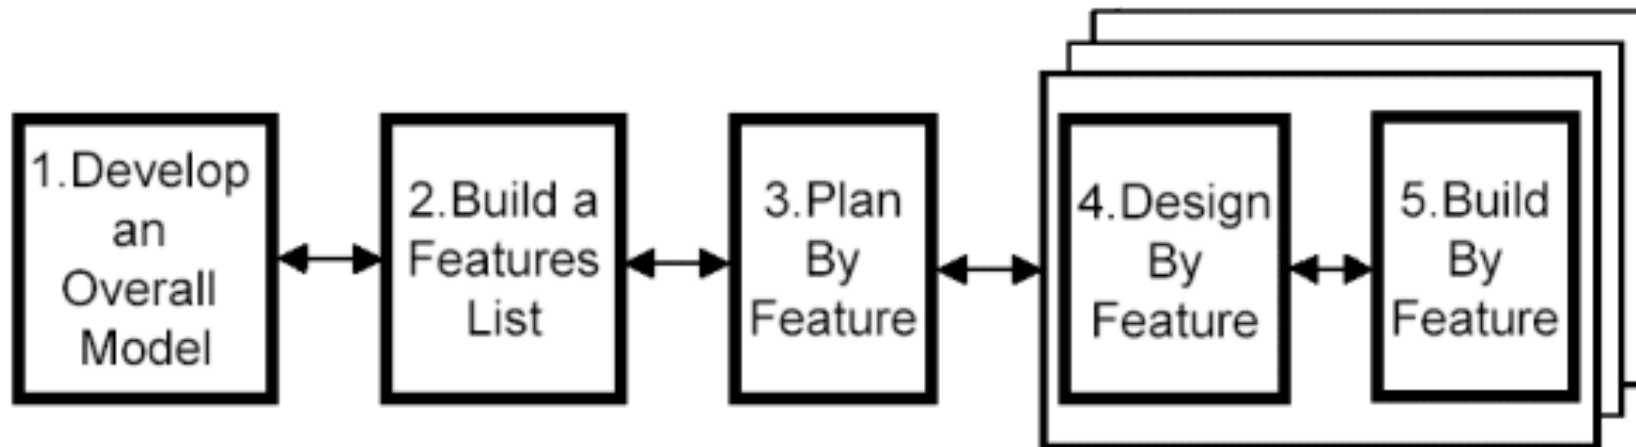 1.Develop
an
Overall
Model
2.Build a
Features
List
3.Plan
By
Feature
4.Design
By
Feature
5.Build
By
Feature